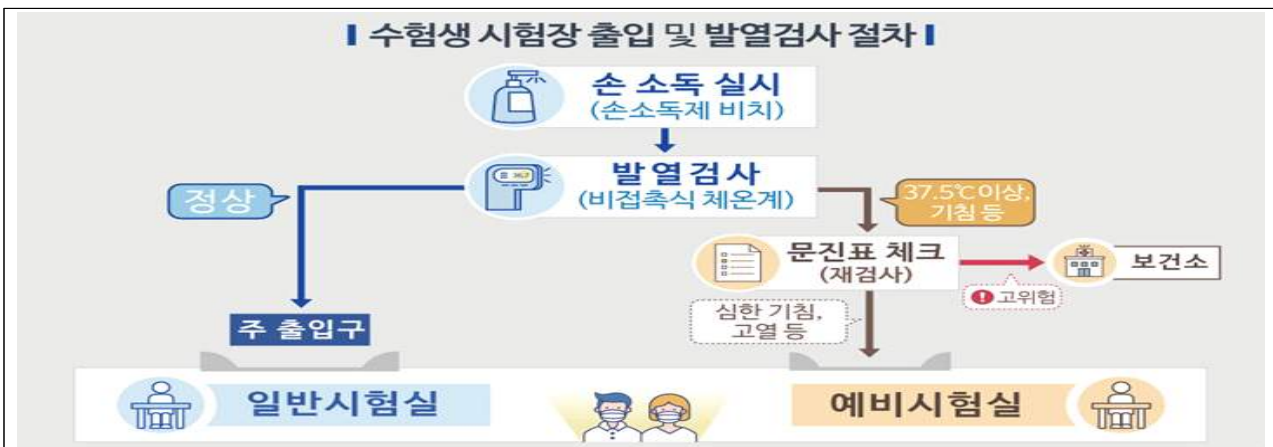 수험생 시험장 출입 및 발열검사 절차
손 소독 실시
(손소독제 비치)
발열검사
(비접촉식 체온계)
정상
37.5℃ 이상,
기침 등
문진표 체크
(재검사)
보건소
고위험
심한 기침,
고열 등
주 출입구
일반시험실
예비시험실